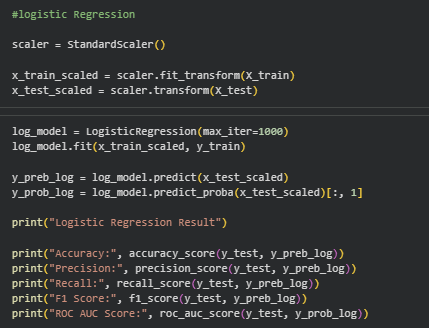 #logistic Regression
scaler = StandardScaler()
x_train_scaled = scaler.fit_transform(X_train)
x_test_scaled = scaler.transform(X_test)
log_model = LogisticRegression(max_iter=1000)
log_model.fit(x_train_scaled, y_train)
y_preb_log = log_model.predict(x_test_scaled)
y_prob_log = log_model.predict_proba(x_test_scaled)[:, 1]
print("Logistic Regression Result")
print("Accuracy:", accuracy_score(y_test, y_preb_log))
print("Precision:", precision_score(y_test, y_preb_log))
print("Recall:", recall_score(y_test, y_preb_log))
print("F1 Score:", f1_score(y_test, y_preb_log))
print("ROC AUC Score:", roc_auc_score(y_test, y_prob_log))